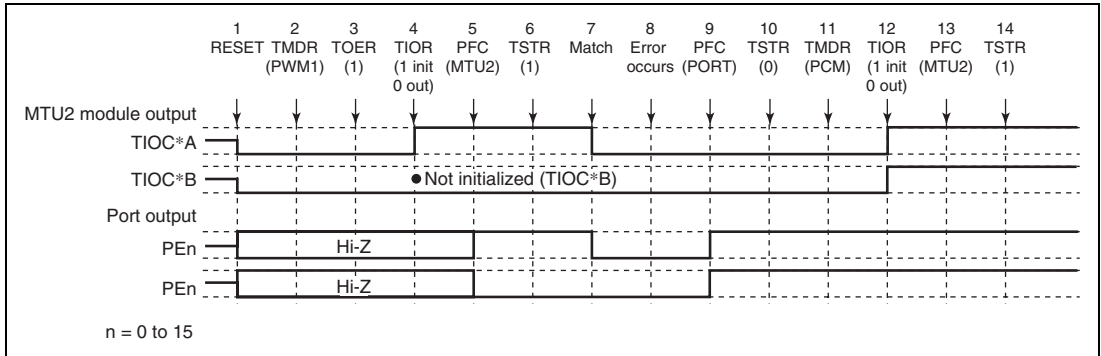 1 2 3 4 5 6 7 8 9 10 11 12 13 14
RESET TMDR TOER TIOR PFC TSTR Match Error PFC TSTR TMDR TIOR PFC TSTR
(PWM1) (1) (1 init (MTU2) (1) occurs (PORT) (0) (PCM) (1 init (MTU2) (1)
0 out) 0 out)
MTU2 module output
TIOC*A
TIOC*B
●Not initialized (TIOC*B)
Port output
PEn
Hi-Z
PEn
Hi-Z
n = 0 to 15